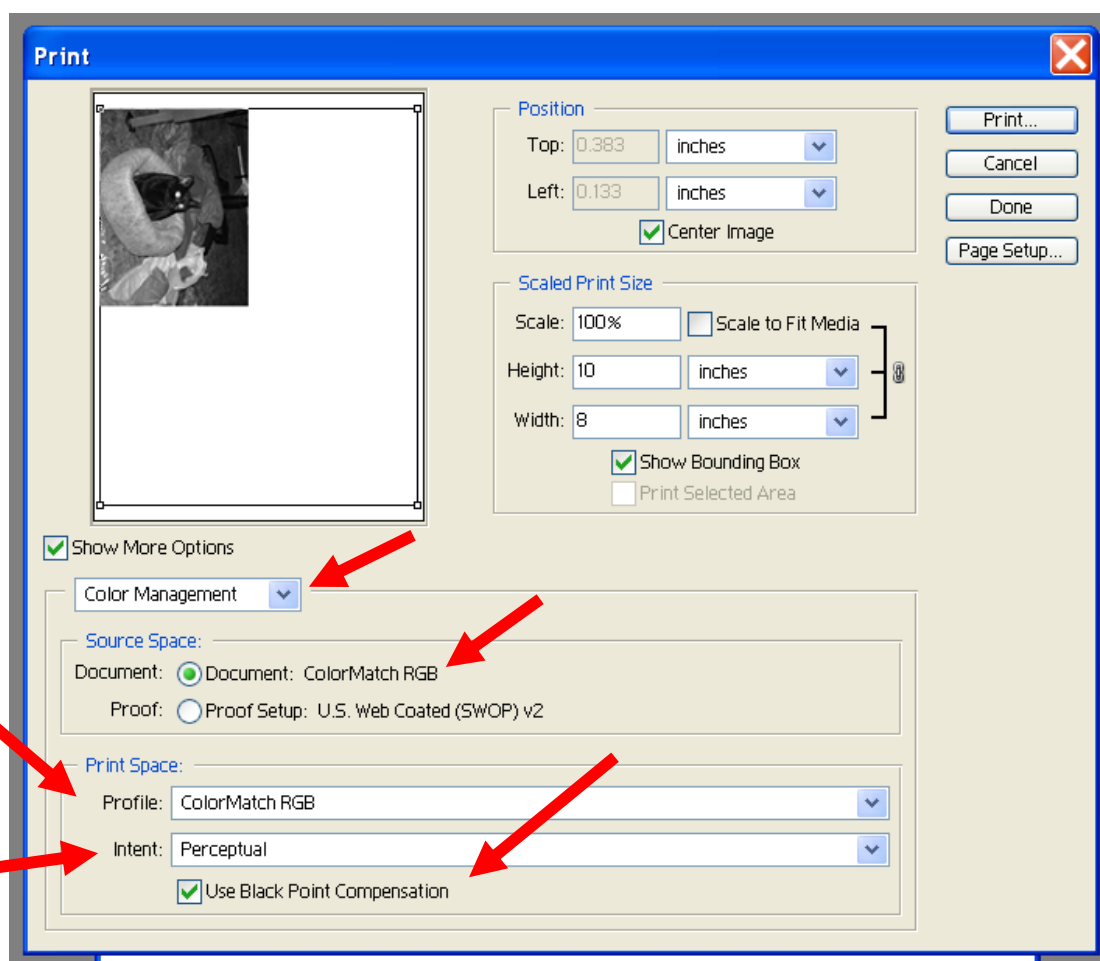 Print
Position
Top: 0.383 inches
Left: 0.133 inches
Center Image
Print...
Cancel
Done
Page Setup...
Scaled Print Size
Scale: 100% Scale to Fit Media
Height: 10 inches
Width: 8 inches
Show Bounding Box
Print Selected Area
Show More Options
Color Management
Source Space:
Document: Document: ColorMatch RGB
Proof: Proof Setup: U.S. Web Coated (SWOP) v2
Print Space:
Profile: ColorMatch RGB
Intent: Perceptual
Use Black Point Compensation